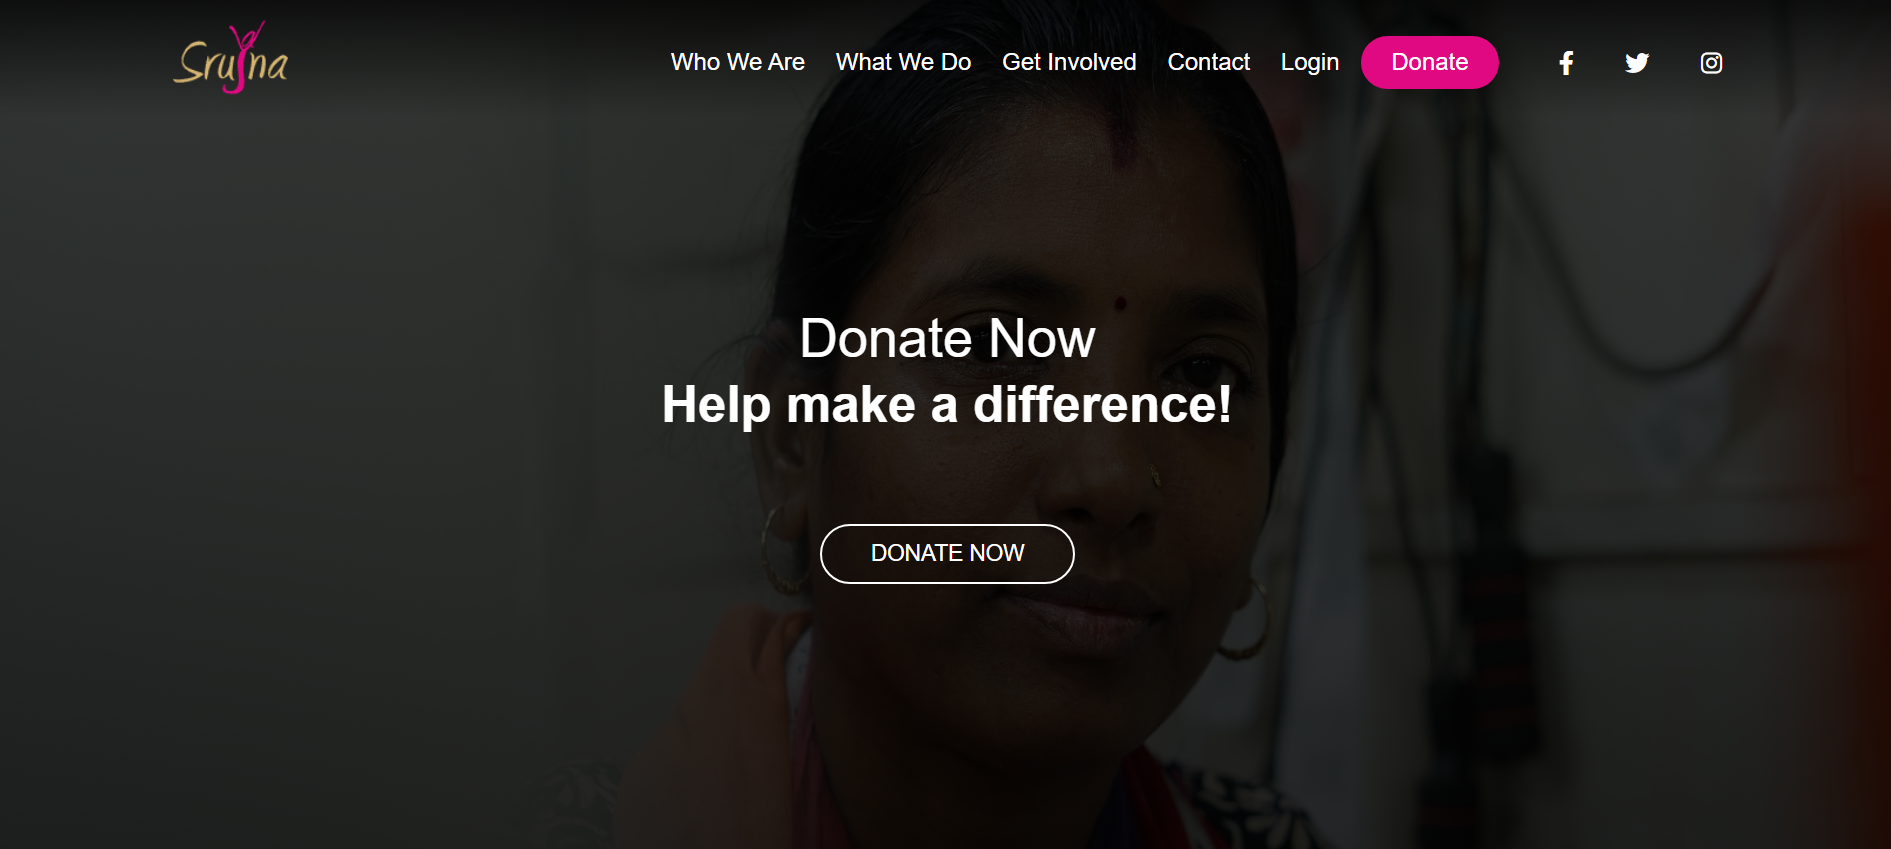 Srujna
Who We Are
What We Do
Get Involved
Contact
Login
Donate
Donate Now
Help make a difference!
DONATE NOW